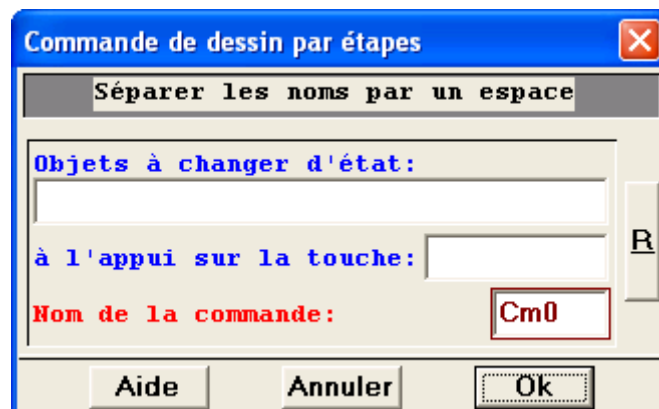 Commande de dessin par étapes
Séparer les noms par un espace
Objets à changer d'état:
R
à l'appui sur la touche:
Nom de la commande: Cm0
Aide Annuler Ok